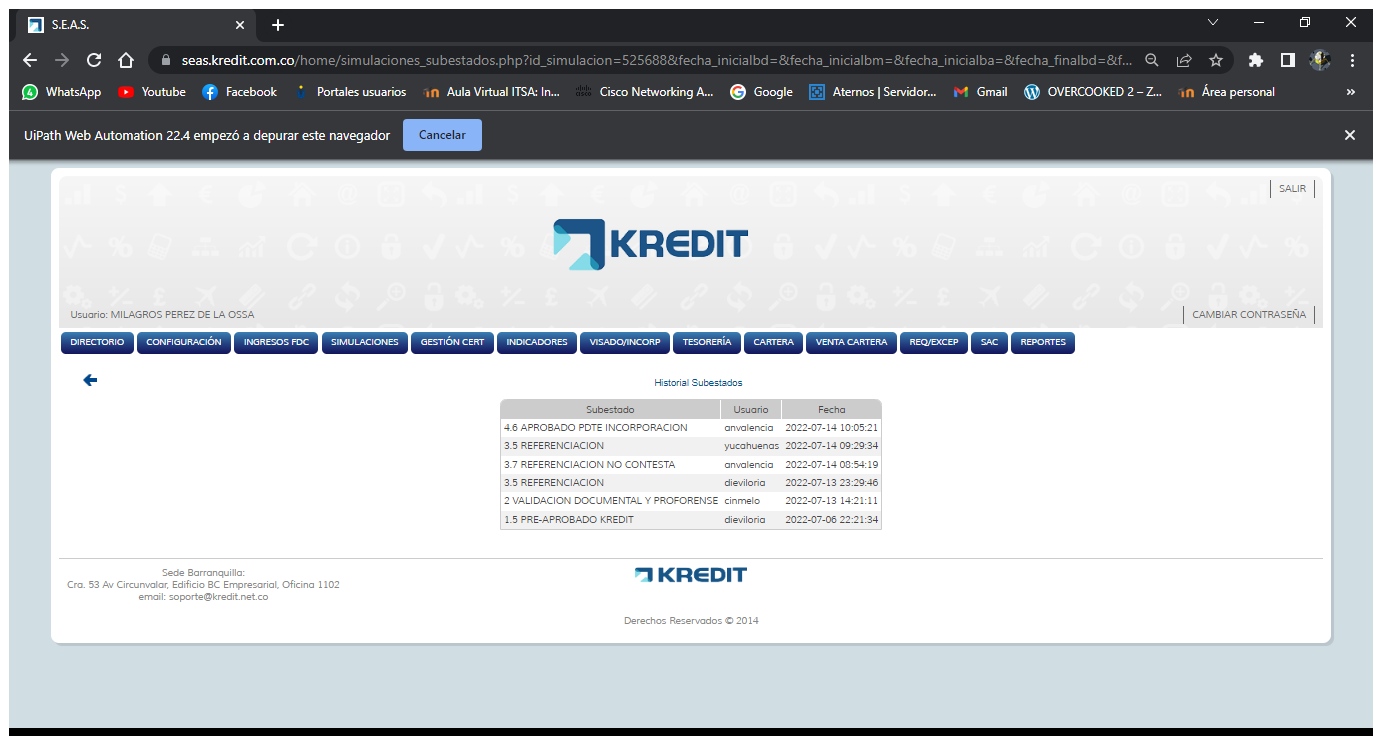 S.E.A.S.
seas.kredit.com.co/home/simulaciones_subestados.php?id_simulacion=525688&fecha_inicialbd=&fecha_inicialbm=&fecha_inicialba=&fecha_finalbd=&f...
WhatsApp Youtube Facebook Portales usuarios Aula Virtual ITSA: In... Cisco Networking A... Google Aternos | Servidor... Gmail OVERCOOKED 2 – Z... Área personal »
UiPath Web Automation 22.4 empezó a depurar este navegador Cancelar
SALIR
KREDIT
Usuario: MILAGROS PEREZ DE LA OSSA CAMBIAR CONTRASEÑA
DIRECTORIO CONFIGURACIÓN INGRESOS FDC SIMULACIONES GESTIÓN CERT INDICADORES VISADO/INCORP TESORERÍA CARTERA VENTA CARTERA REQ/EXCEP SAC REPORTES
Historial Subestados
Subestado Usuario Fecha
4.6 APROBADO PDTE INCORPORACION anvalencia 2022-07-14 10:05:21
3.5 REFERENCIACION yucahuenas 2022-07-14 09:29:34
3.7 REFERENCIACION NO CONTESTA anvalencia 2022-07-14 08:54:19
3.5 REFERENCIACION dieviloria 2022-07-13 23:29:46
2 VALIDACION DOCUMENTAL Y PROFORENSE cinmelo 2022-07-13 14:21:11
1.5 PRE-APROBADO KREDIT dieviloria 2022-07-06 22:21:34
Sede Barranquilla:
Cra. 53 Av Circunvalar, Edificio BC Empresarial, Oficina 1102
email: soporte@kredit.net.co
KREDIT
Derechos Reservados © 2014